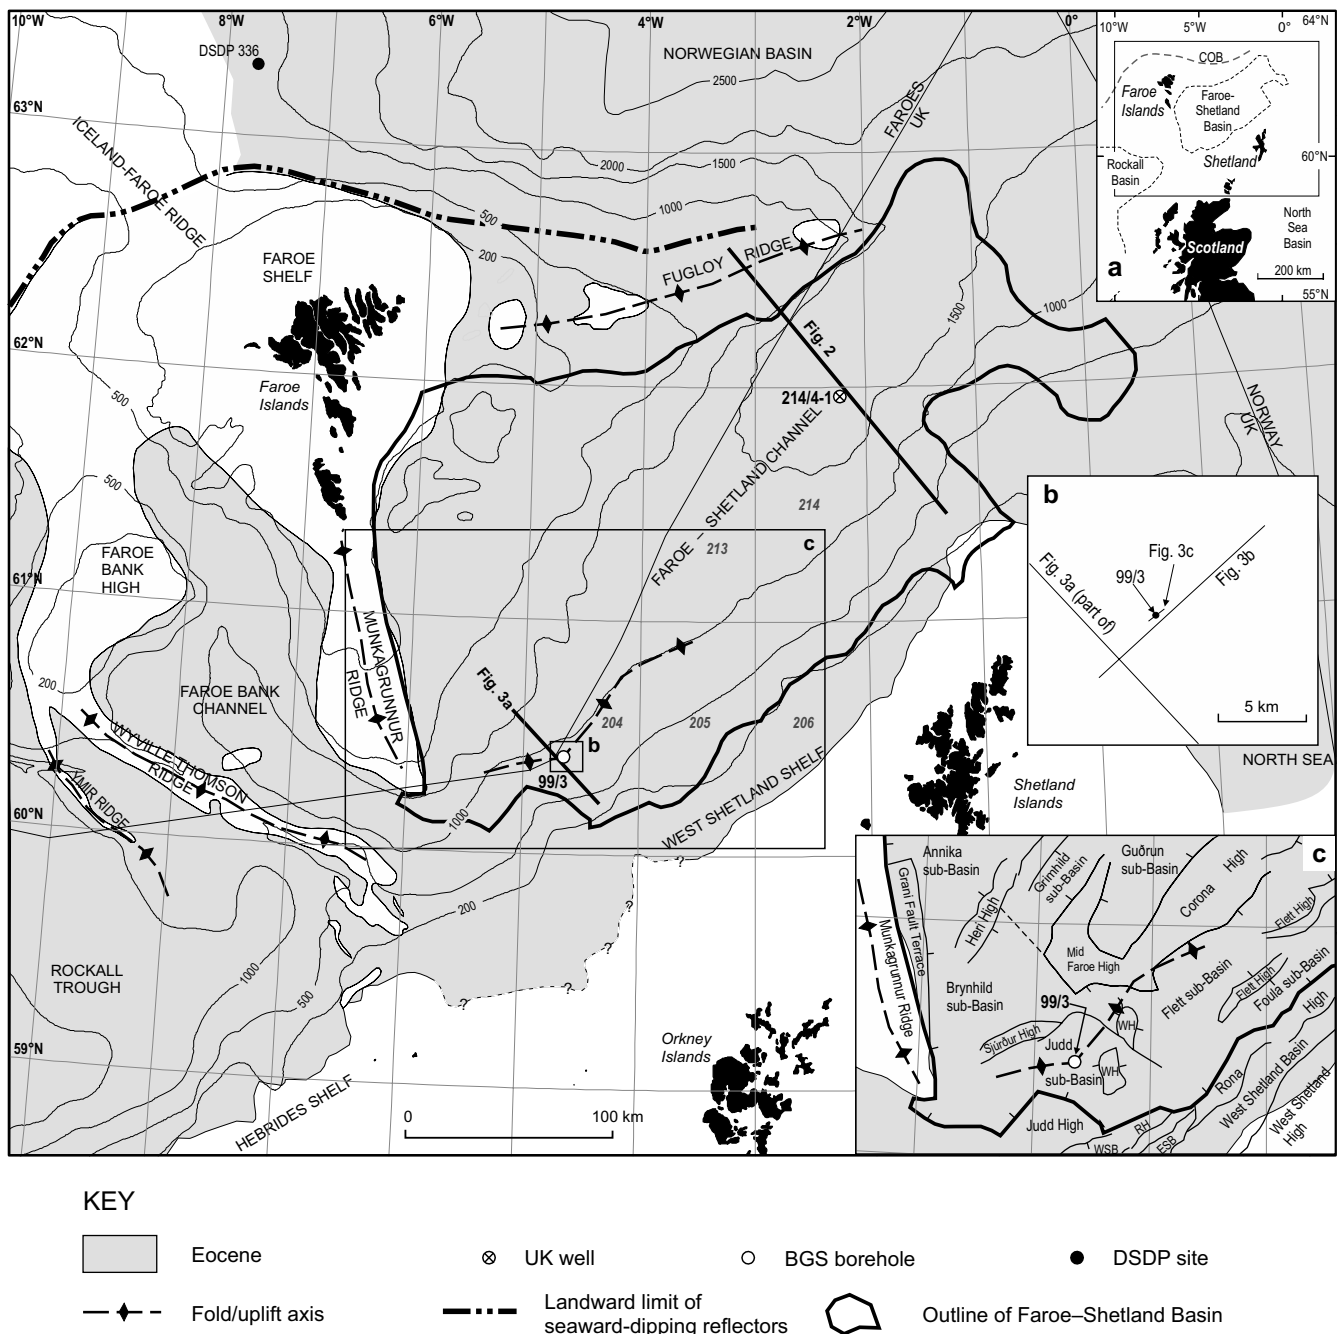 10°W
8°W
6°W
4°W
2°W
0°
DSDP 336
NORWEGIAN BASIN
2500
63°N
FAROES
UK
ICELAND-FAROE RIDGE
2000
1500
1000
500
200
FAROE
SHELF
FUGLOY RIDGE
1500
1000
Fig. 2
62°N
Faroe
Islands
500
214/4-1
NORWAY
UK
FAROE – SHETLAND CHANNEL
500
214
213
c
FAROE
BANK
HIGH
61°N
MUNKAGRUNNUR
RIDGE
200
FAROE BANK
CHANNEL
Fig. 3a
204
205
206
b
99/3
WYVILLE THOMSON
RIDGE
YMIR RIDGE
1000
WEST SHETLAND SHELF
Shetland
Islands
NORTH SEA
60°N
?
200
?
?
?
?
ROCKALL
TROUGH
1000
500
59°N
Orkney
Islands
HEBRIDES SHELF
0
100 km
10°W
5°W
0°
64°N
COB
Faroe
Islands
Faroe-
Shetland
Basin
Rockall
Basin
Shetland
60°N
North
Sea
Basin
Scotland
a
200 km
55°N
b
Fig. 3c
99/3
Fig. 3b
Fig. 3a (part of)
5 km
c
Annika
sub-Basin
Grimhild
sub-Basin
Guðrun
sub-Basin
Corona High
Grani Fault Terrace
Heri High
Flett High
Munkagrunnur Ridge
Mid
Faroe High
Brynhild
sub-Basin
Flett sub-Basin
Flett High
Foula sub-Basin
99/3
WH
Sjúrður High
Judd
sub-Basin
WH
Rona High
West Shetland Basin
West Shetland
High
Judd High
RH
WSB
ESB
KEY
Eocene
UK well
BGS borehole
DSDP site
Fold/uplift axis
Landward limit of
seaward-dipping reflectors
Outline of Faroe–Shetland Basin